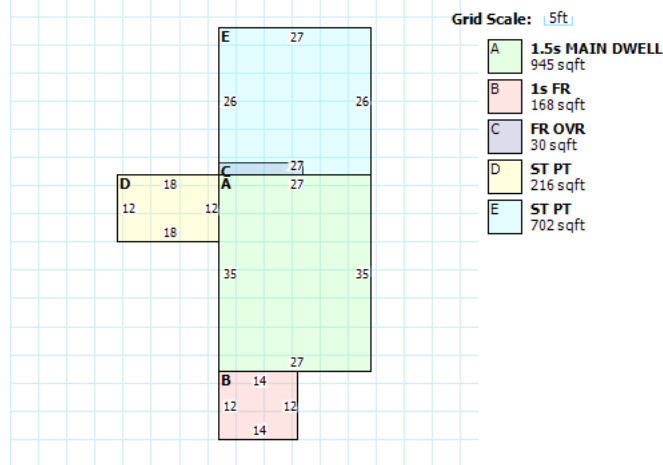 Grid Scale: 5ft
A 1.5s MAIN DWELL
945 sqft
B 1s FR
168 sqft
C FR OVR
30 sqft
D ST PT
216 sqft
E ST PT
702 sqft
E 27
26 26
C 27
D 18 A 27
12 12
18
35 35
27
B 14
12 12
14